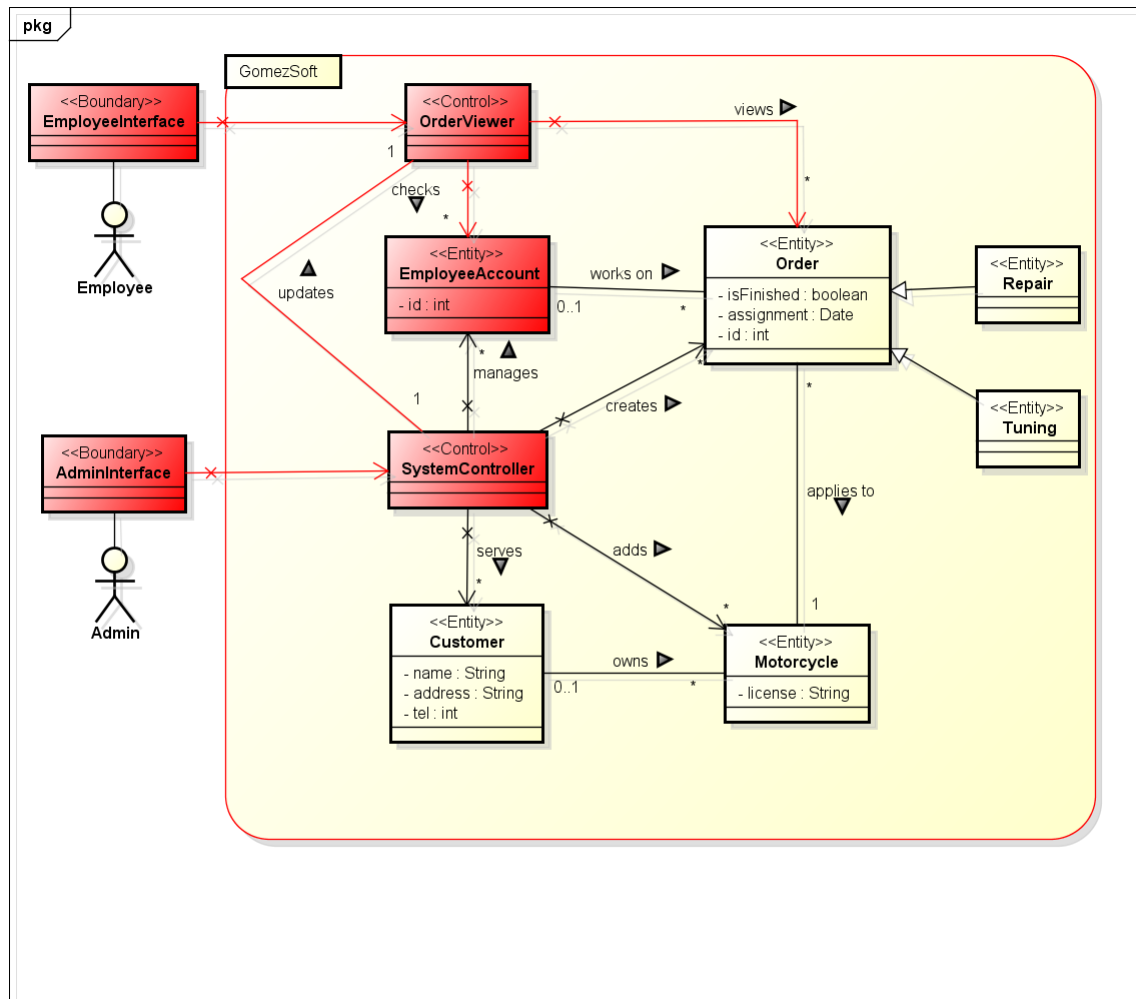 pkg
GomezSoft
<<Boundary>>
EmployeeInterface
<<Control>>
OrderViewer
views
1
*
checks
*
updates
Employee
<<Entity>>
EmployeeAccount
- id : int
works on
0..1
*
<<Entity>>
Order
- isFinished : boolean
- assignment : Date
- id : int
<<Entity>>
Repair
*
manages
*
creates
*
<<Entity>>
Tuning
1
<<Boundary>>
AdminInterface
<<Control>>
SystemController
applies to
serves
*
adds
*
1
Admin
<<Entity>>
Customer
- name : String
- address : String
- tel : int
owns
0..1
*
<<Entity>>
Motorcycle
- license : String